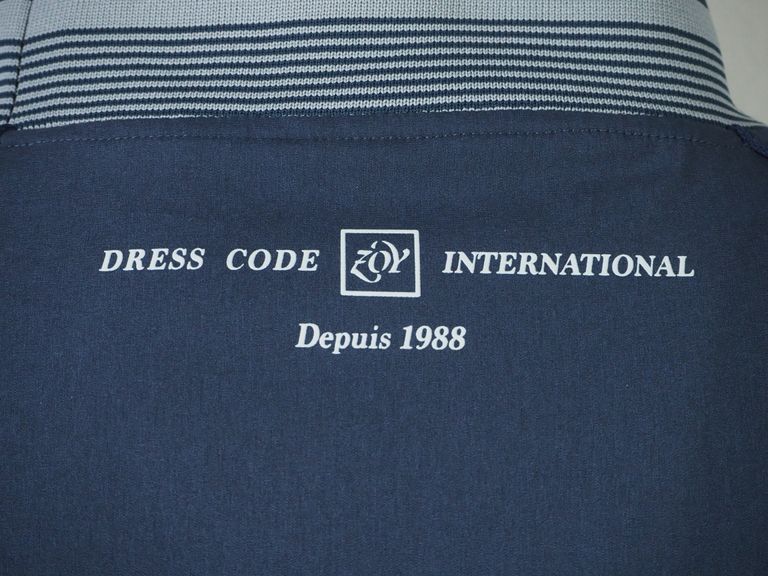 DRESS CODE ZOY INTERNATIONAL
Depuis 1988